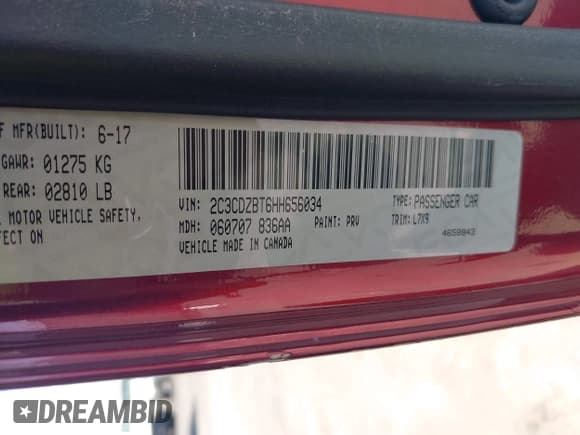 F MFR(BUILT): 6-17
GAWR: 01275 KG
REAR: 02810 LB
MOTOR VEHICLE SAFETY,
FECT ON
VIN: 2C3CDZBT6HH656034
TYPE: PASSENGER CAR
MDH: 060707 836AA
PAINT: PRV
TRIM: L7X9
VEHICLE MADE IN CANADA
4658843
DREAMBID